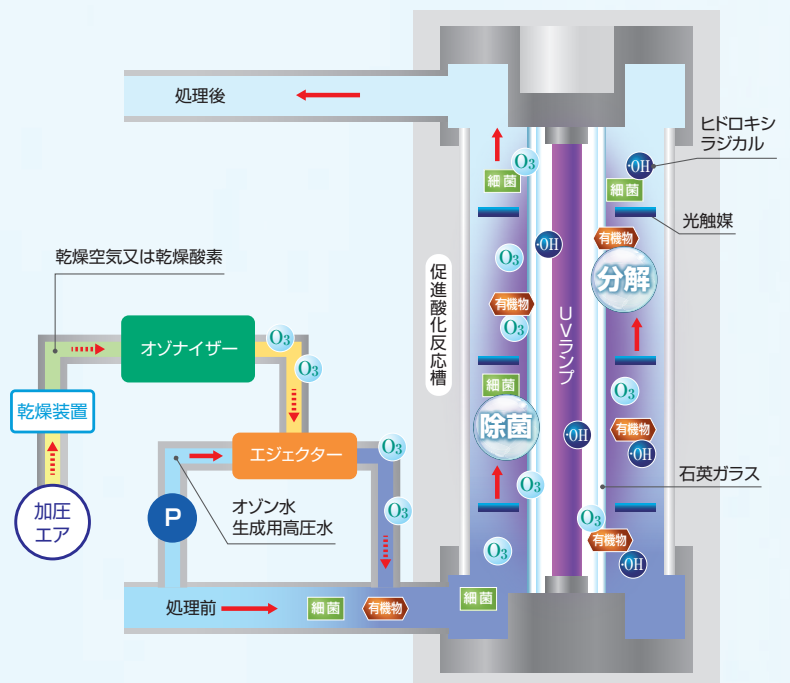 処理後
ヒドロキシ
ラジカル
･OH
O3
細菌
細菌
光触媒
･OH
有機物
O3
分解
乾燥空気又は乾燥酸素
促進酸化反応槽
有機物
O3
UVランプ
オゾナイザー
O3
O3
細菌
O3
乾燥装置
除菌
有機物
･OH
･OH
エジェクター
O3
石英ガラス
加圧
エア
P
オゾン水
生成用高圧水
O3
O3
O3
有機物
O3
･OH
処理前
細菌
有機物
細菌